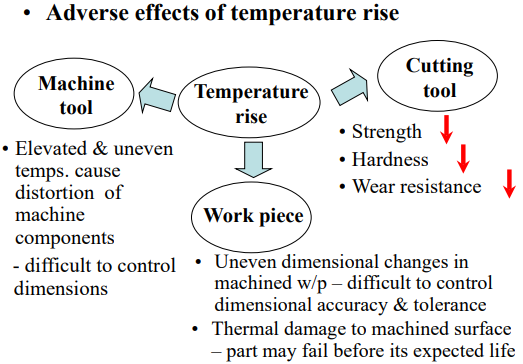 • Adverse effects of temperature rise
Machine
tool
Temperature
rise
Cutting
tool
• Strength
• Hardness
• Wear resistance
• Elevated & uneven
temps. cause
distortion of
machine
components
- difficult to control
dimensions
Work piece
• Uneven dimensional changes in
machined w/p – difficult to control
dimensional accuracy & tolerance
• Thermal damage to machined surface
– part may fail before its expected life